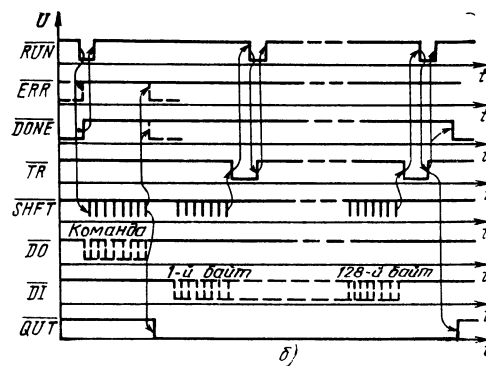 U
RUN
t
ERR
t
DONE
t
TR
t
SHFT
t
Команда
DO
t
1-й байт 128-й байт
DI
t
QUT
t
б)